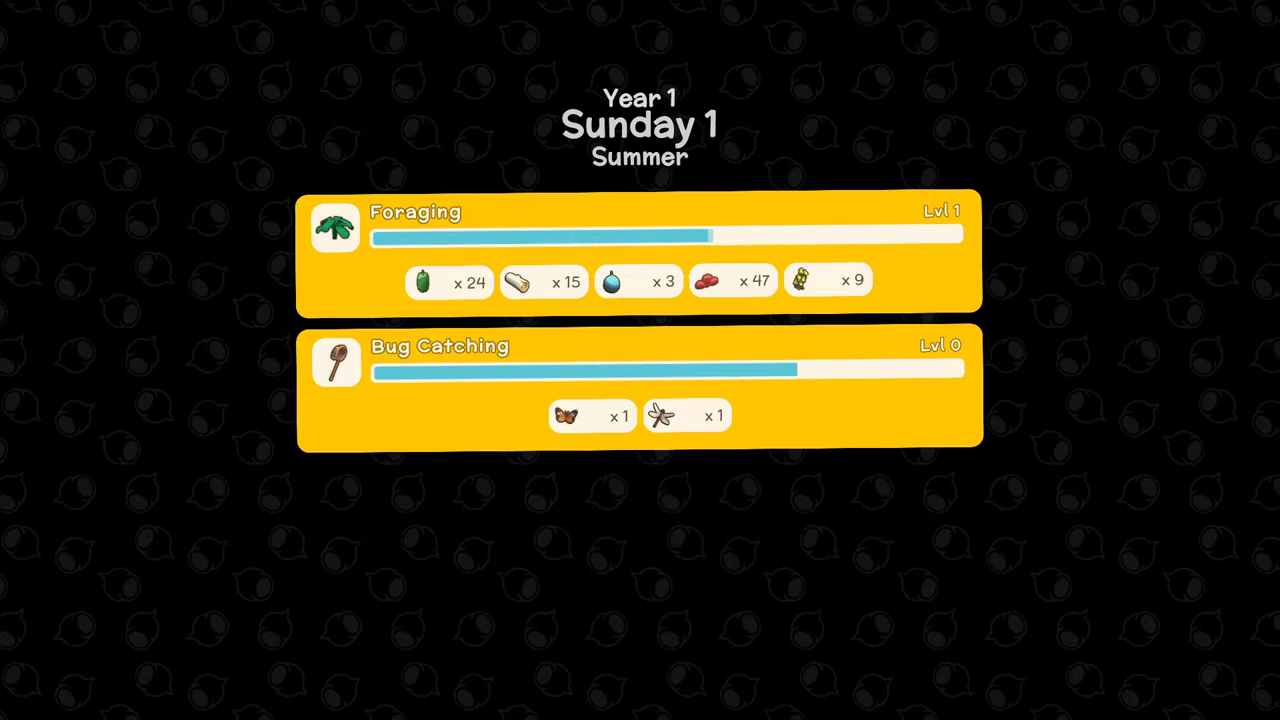 Year 1
Sunday 1
Summer
Foraging Lvl 1
x 24 x 15 x 3 x 47 x 9
Bug Catching Lvl 0
x 1 x 1